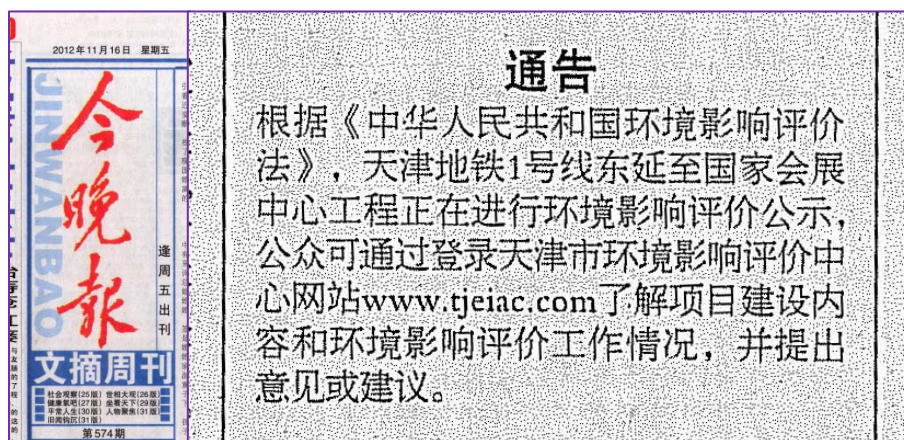 2012年11月16日 星期五
今晚报
JINWANBAO
逢周五出刊
文摘周刊
社会观察(25版) 世相大观(26版)
健康氧吧(27版) 坐看天下(29版)
平常人生(30版) 人物聚焦(31版)
旧闻钩沉(31版)
第574期
通告
根据《中华人民共和国环境影响评价
法》，天津地铁1号线东延至国家会展
中心工程正在进行环境影响评价公示，
公众可通过登录天津市环境影响评价中
心网站www.tjeiac.com了解项目建设内
容和环境影响评价工作情况，并提出
意见或建议。